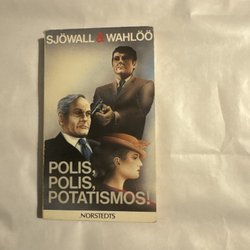 SJÖWALL & WAHLÖÖ
POLIS,
POLIS,
POTATISMOS!
NORSTEDTS